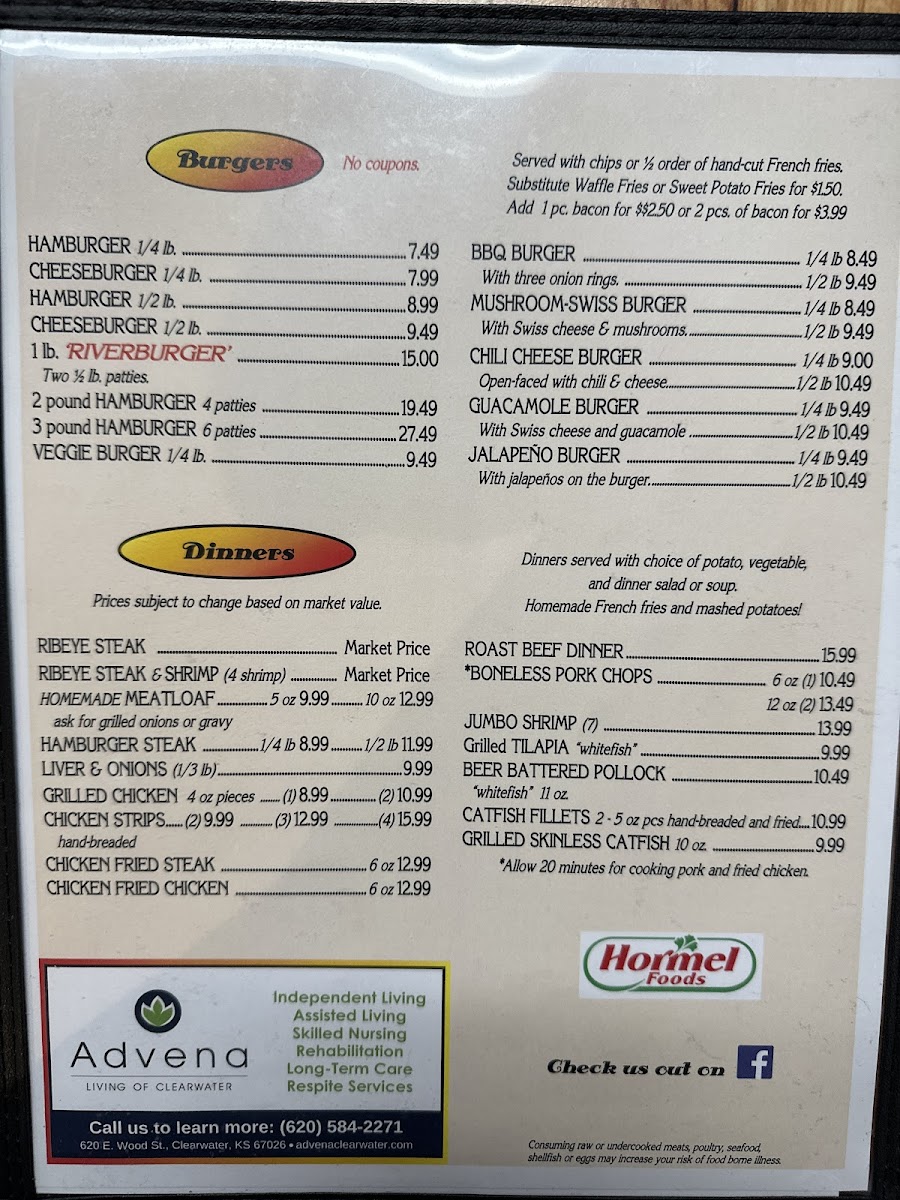 Burgers No coupons.
Served with chips or ½ order of hand-cut French fries.
Substitute Waffle Fries or Sweet Potato Fries for $1.50.
Add 1 pc. bacon for $$2.50 or 2 pcs. of bacon for $3.99
HAMBURGER 1/4 lb. 7.49
CHEESEBURGER 1/4 lb. 7.99
HAMBURGER 1/2 lb. 8.99
CHEESEBURGER 1/2 lb. 9.49
1 lb. 'RIVERBURGER' 15.00
Two ½ lb. patties.
2 pound HAMBURGER 4 patties 19.49
3 pound HAMBURGER 6 patties 27.49
VEGGIE BURGER 1/4 lb. 9.49
BBQ BURGER 1/4 lb 8.49
With three onion rings. 1/2 lb 9.49
MUSHROOM-SWISS BURGER 1/4 lb 8.49
With Swiss cheese & mushrooms. 1/2 lb 9.49
CHILI CHEESE BURGER 1/4 lb 9.00
Open-faced with chili & cheese. 1/2 lb 10.49
GUACAMOLE BURGER 1/4 lb 9.49
With Swiss cheese and guacamole 1/2 lb 10.49
JALAPEÑO BURGER 1/4 lb 9.49
With jalapeños on the burger. 1/2 lb 10.49
Dinners
Prices subject to change based on market value.
Dinners served with choice of potato, vegetable,
and dinner salad or soup.
Homemade French fries and mashed potatoes!
RIBEYE STEAK Market Price
RIBEYE STEAK & SHRIMP (4 shrimp) Market Price
HOMEMADE MEATLOAF 5 oz 9.99 10 oz 12.99
ask for grilled onions or gravy
HAMBURGER STEAK 1/4 lb 8.99 1/2 lb 11.99
LIVER & ONIONS (1/3 lb) 9.99
GRILLED CHICKEN 4 oz pieces (1) 8.99 (2) 10.99
CHICKEN STRIPS (2) 9.99 (3) 12.99 (4) 15.99
hand-breaded
CHICKEN FRIED STEAK 6 oz 12.99
CHICKEN FRIED CHICKEN 6 oz 12.99
ROAST BEEF DINNER 15.99
*BONELESS PORK CHOPS 6 oz (1) 10.49
12 oz (2) 13.49
JUMBO SHRIMP (7) 13.99
Grilled TILAPIA "whitefish" 9.99
BEER BATTERED POLLOCK 10.49
"whitefish" 11 oz.
CATFISH FILLETS 2 - 5 oz pcs hand-breaded and fried 10.99
GRILLED SKINLESS CATFISH 10 oz. 9.99
*Allow 20 minutes for cooking pork and fried chicken.
Advena
LIVING OF CLEARWATER
Independent Living
Assisted Living
Skilled Nursing
Rehabilitation
Long-Term Care
Respite Services
Call us to learn more: (620) 584-2271
620 E. Wood St., Clearwater, KS 67026 • advenaclearwater.com
Hormel
Foods
Check us out on f
Consuming raw or undercooked meats, poultry, seafood,
shellfish or eggs may increase your risk of food borne illness.